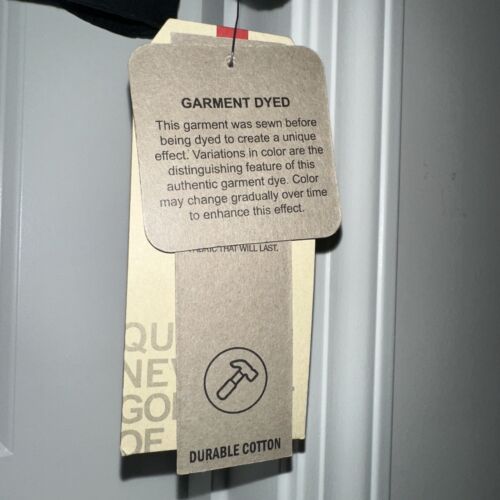 GARMENT DYED
This garment was sewn before
being dyed to create a unique
effect. Variations in color are the
distinguishing feature of this
authentic garment dye. Color
may change gradually over time
to enhance this effect.
FABRIC THAT WILL LAST.
QU
NEV
GO
OF
DURABLE COTTON